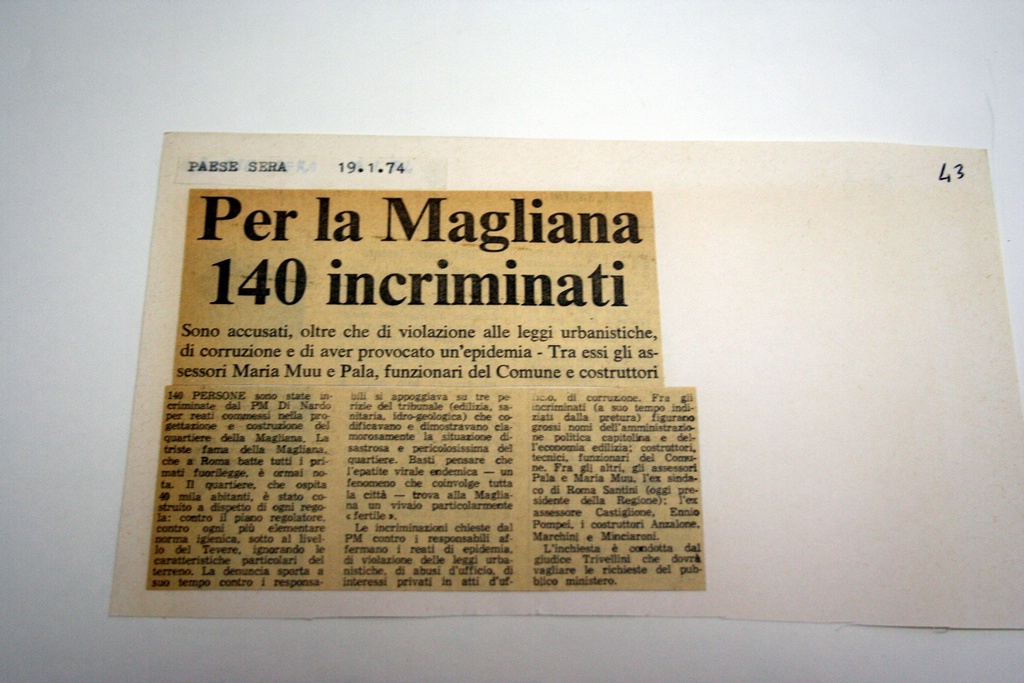 PAESE SERA 19.1.74
43
Per la Magliana
140 incriminati
Sono accusati, oltre che di violazione alle leggi urbanistiche,
di corruzione e di aver provocato un'epidemia - Tra essi gli as-
sessori Maria Muu e Pala, funzionari del Comune e costruttori
140 PERSONE sono state in-
criminate dal PM Di Nardo
per reati commessi nella pro-
gettazione e costruzione del
quartiere della Magliana. La
triste fama della Magliana,
che a Roma batte tutti i pri-
mati fuorilegge, è ormai no-
ta. Il quartiere, che ospita
40 mila abitanti, è stato co-
struito a dispetto di ogni rego-
la: contro il piano regolatore,
contro ogni più elementare
norma igienica, sotto al livel-
lo del Tevere, ignorando le
caratteristiche particolari del
terreno. La denuncia sporta a
suo tempo contro i responsa-
bili si appoggiava su tre pe-
rizie del tribunale (edilizia, sa-
nitaria, idro-geologica) che co-
dificavano e dimostravano cla-
morosamente la situazione di-
sastrosa e pericolosissima del
quartiere. Basti pensare che
l'epatite virale endemica — un
fenomeno che coinvolge tutta
la città — trova alla Maglia-
na un vivaio particolarmente
« fertile ».
Le incriminazioni chieste dal
PM contro i responsabili af-
fermano i reati di epidemia,
di violazione delle leggi urba-
nistiche, di abusi d'ufficio, di
interessi privati in atti d'uf-
ficio, di corruzione. Fra gli
incriminati (a suo tempo indi-
ziati dalla pretura) figurano
grossi nomi dell'amministrazio-
ne politica capitolina e del-
l'economia edilizia; costruttori,
tecnici, funzionari del Comu-
ne. Fra gli altri, gli assessori
Pala e Maria Muu, l'ex sinda-
co di Roma Santini (oggi pre-
sidente della Regione); l'ex
assessore Castiglione, Ennio
Pompei, i costruttori Anzalone,
Marchini e Minciaroni.
L'inchiesta è condotta dal
giudice Trivellini che dovrà
vagliare le richieste del pub-
blico ministero.